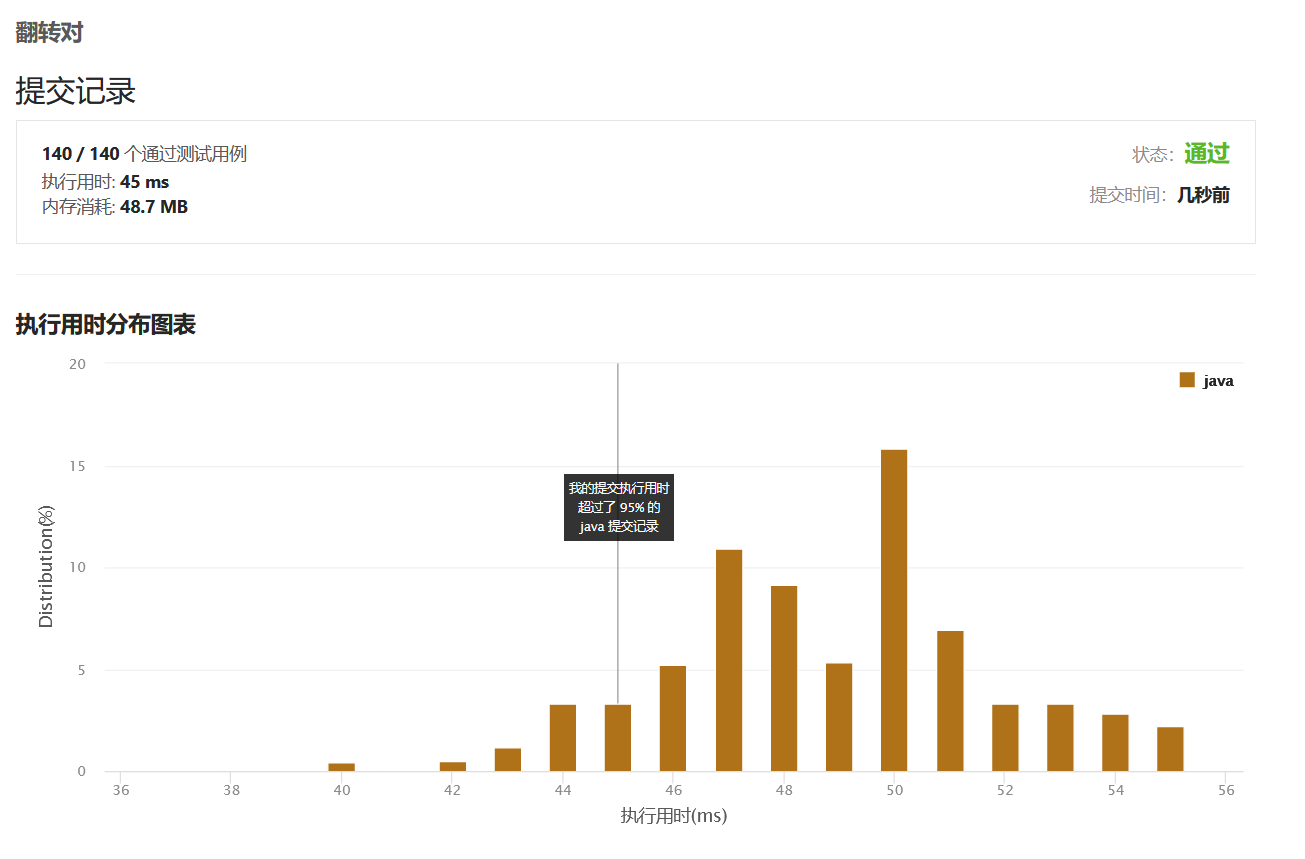 翻转对
提交记录
140 / 140 个通过测试用例
状态：通过
执行用时: 45 ms
提交时间：几秒前
内存消耗: 48.7 MB
执行用时分布图表
20
java
15
我的提交执行用时
超过了 95% 的
java 提交记录
Distribution(%)
10
5
0
36 38 40 42 44 46 48 50 52 54 56
执行用时(ms)